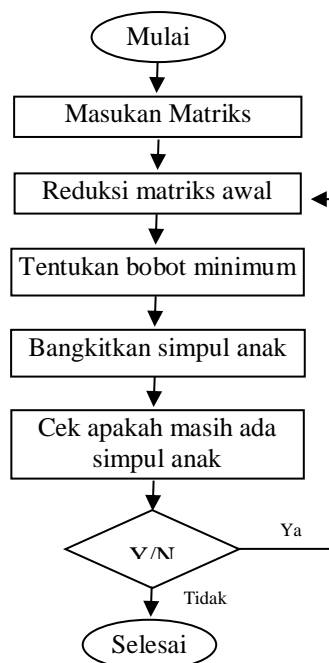 Mulai
Masukan Matriks
Reduksi matriks awal
Tentukan bobot minimum
Bangkitkan simpul anak
Cek apakah masih ada
simpul anak
Y/N
Ya
Tidak
Selesai